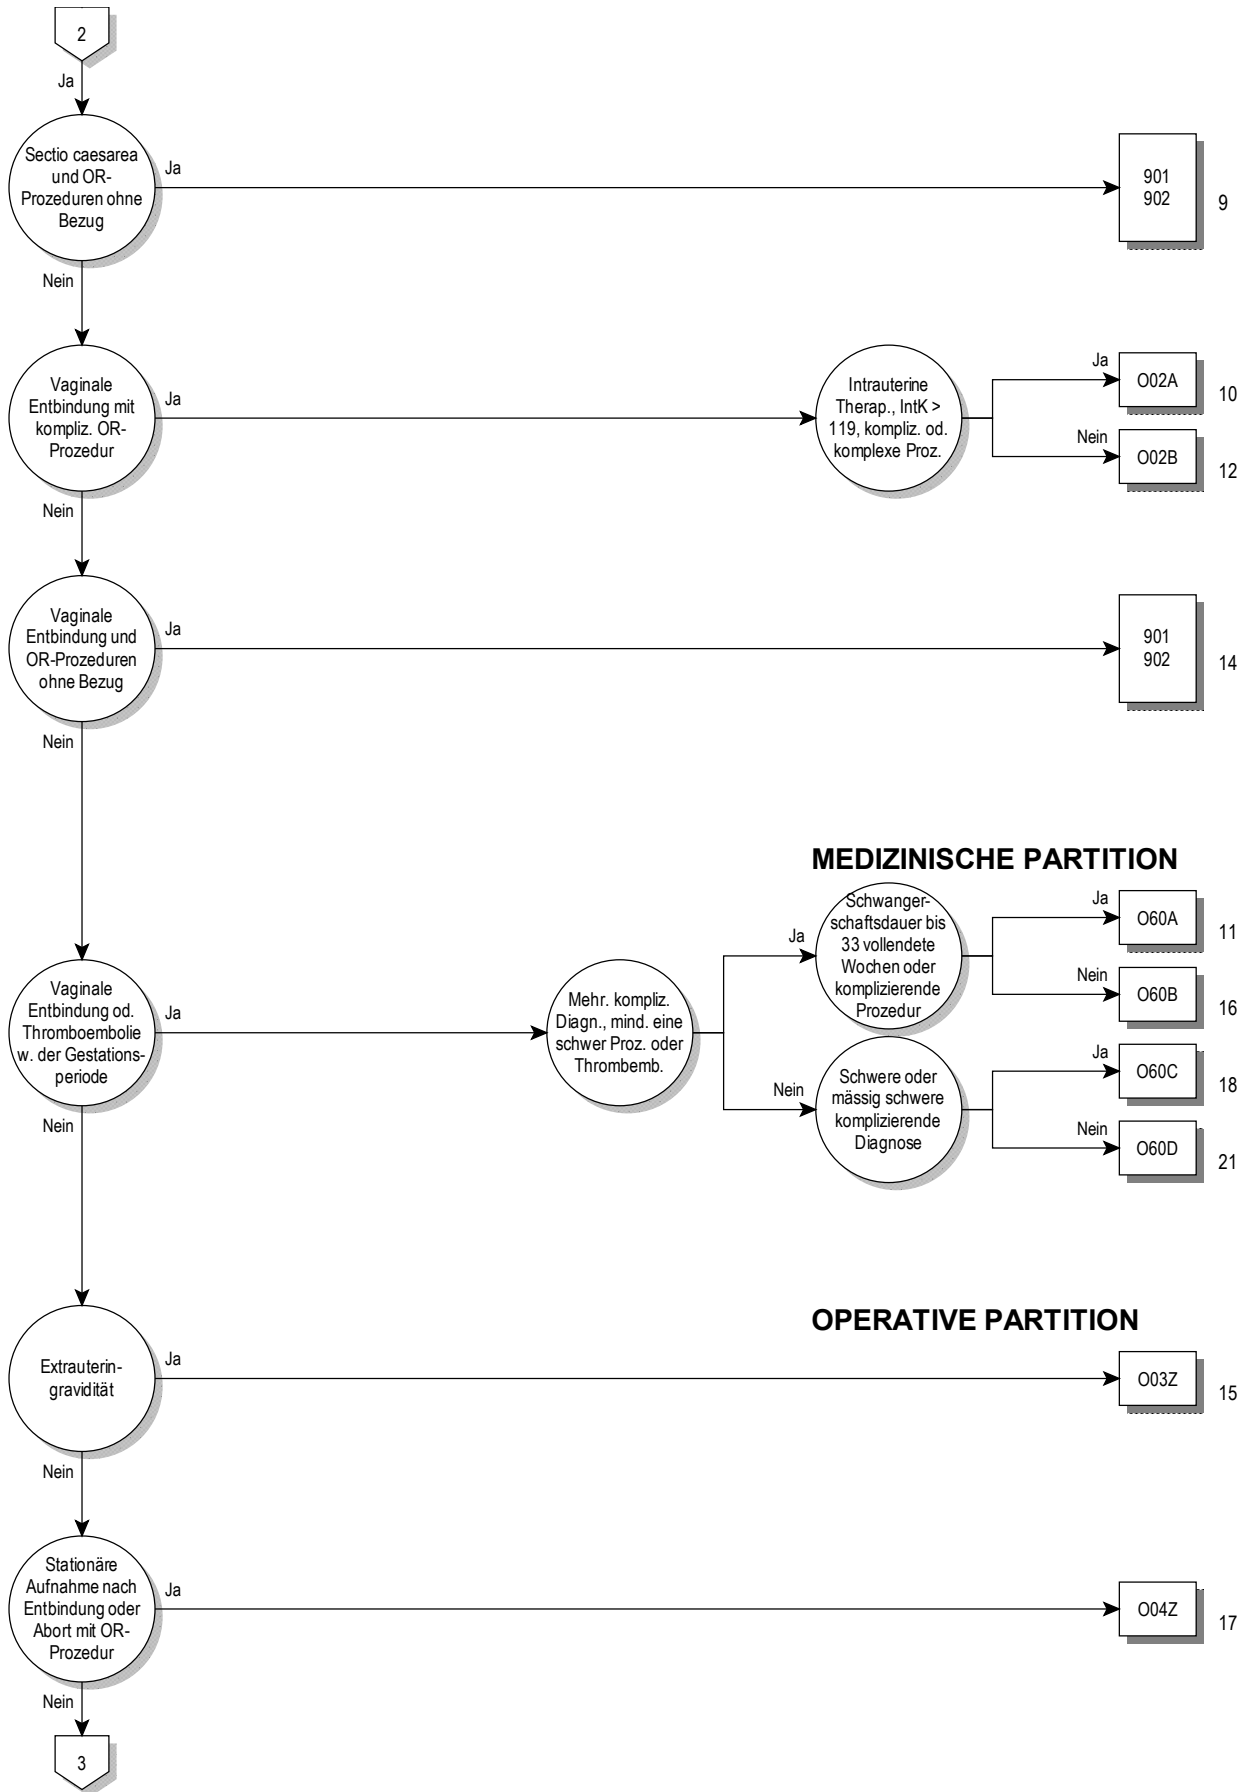 2
Ja
Sectio caesarea
und OR-
Prozeduren ohne
Bezug
Ja
901
902
9
Nein
Vaginale
Entbindung mit
kompliz. OR-
Prozedur
Ja
Intrauterine
Therap., IntK >
119, kompliz. od.
komplexe Proz.
Ja
O02A
10
Nein
O02B
12
Nein
Vaginale
Entbindung und
OR-Prozeduren
ohne Bezug
Ja
901
902
14
Nein
MEDIZINISCHE PARTITION
Vaginale
Entbindung od.
Thromboembolie
w. der Gestations-
periode
Ja
Mehr. kompliz.
Diagn., mind. eine
schwer Proz. oder
Thrombemb.
Ja
Schwanger-
schaftsdauer bis
33 vollendete
Wochen oder
komplizierende
Prozedur
Ja
O60A
11
Nein
O60B
16
Nein
Schwere oder
mässig schwere
komplizierende
Diagnose
Ja
O60C
18
Nein
O60D
21
Nein
OPERATIVE PARTITION
Extrauterin-
gravidität
Ja
O03Z
15
Nein
Stationäre
Aufnahme nach
Entbindung oder
Abort mit OR-
Prozedur
Ja
O04Z
17
Nein
3